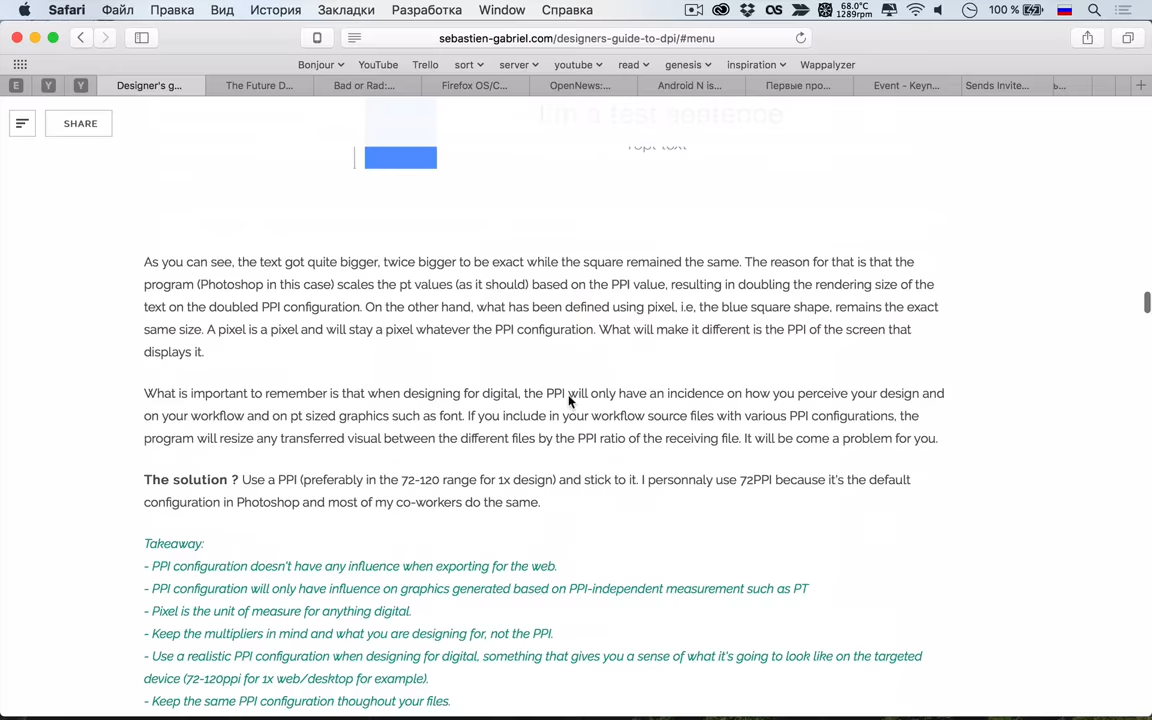 Safari Файл Правка Вид История Закладки Разработка Window Справка 68.0°C 1289rpm 100 %
sebastien-gabriel.com/designers-guide-to-dpi/#menu
Bonjour YouTube Trello sort server youtube read genesis inspiration Wappalyzer
E Y Y Designer's g... The Future D... Bad or Rad:... Firefox OS/C... OpenNews:... Android N is... Первые про... Event - Keyn... Sends Invite... ь...
SHARE
I'm a test sentence
10pt text
As you can see, the text got quite bigger, twice bigger to be exact while the square remained the same. The reason for that is that the
program (Photoshop in this case) scales the pt values (as it should) based on the PPI value, resulting in doubling the rendering size of the
text on the doubled PPI configuration. On the other hand, what has been defined using pixel, i.e, the blue square shape, remains the exact
same size. A pixel is a pixel and will stay a pixel whatever the PPI configuration. What will make it different is the PPI of the screen that
displays it.
What is important to remember is that when designing for digital, the PPI will only have an incidence on how you perceive your design and
on your workflow and on pt sized graphics such as font. If you include in your workflow source files with various PPI configurations, the
program will resize any transferred visual between the different files by the PPI ratio of the receiving file. It will be come a problem for you.
The solution ? Use a PPI (preferably in the 72-120 range for 1x design) and stick to it. I personnaly use 72PPI because it's the default
configuration in Photoshop and most of my co-workers do the same.
Takeaway:
- PPI configuration doesn't have any influence when exporting for the web.
- PPI configuration will only have influence on graphics generated based on PPI-independent measurement such as PT
- Pixel is the unit of measure for anything digital.
- Keep the multipliers in mind and what you are designing for, not the PPI.
- Use a realistic PPI configuration when designing for digital, something that gives you a sense of what it's going to look like on the targeted
device (72-120ppi for 1x web/desktop for example).
- Keep the same PPI configuration thoughout your files.